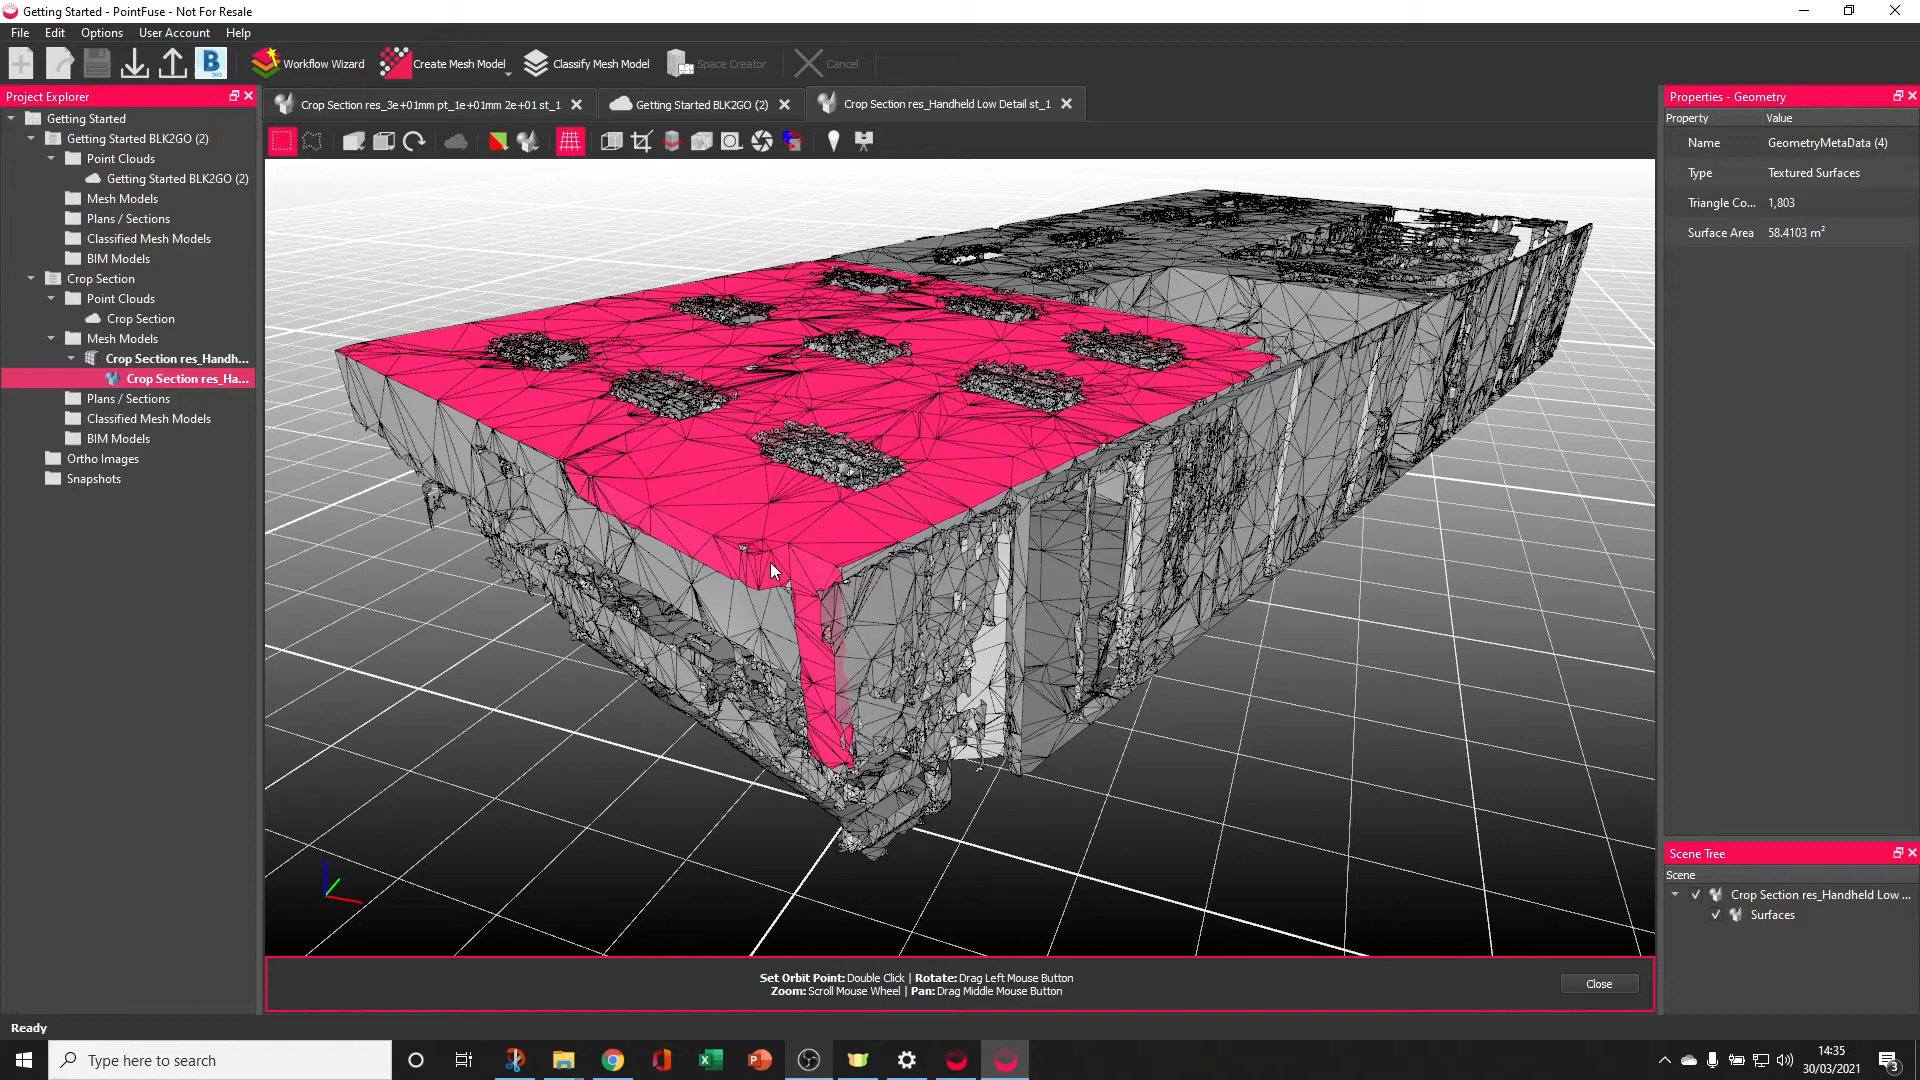 Getting Started - PointFuse - Not For Resale
File Edit Options User Account Help
B
360
Workflow Wizard
Create Mesh Model
Classify Mesh Model
Space Creator
Cancel
Project Explorer
Getting Started
Getting Started BLK2GO (2)
Point Clouds
Getting Started BLK2GO (2)
Mesh Models
Plans / Sections
Classified Mesh Models
BIM Models
Crop Section
Point Clouds
Crop Section
Mesh Models
Crop Section res_Handh...
Crop Section res_Ha...
Plans / Sections
Classified Mesh Models
BIM Models
Ortho Images
Snapshots
Crop Section res_3e+01mm pt_1e+01mm 2e+01 st_1
Getting Started BLK2GO (2)
Crop Section res_Handheld Low Detail st_1
Set Orbit Point: Double Click | Rotate: Drag Left Mouse Button
Zoom: Scroll Mouse Wheel | Pan: Drag Middle Mouse Button
Close
Properties - Geometry
Property Value
Name GeometryMetaData (4)
Type Textured Surfaces
Triangle Co... 1,803
Surface Area 58.4103 m²
Scene Tree
Scene
Crop Section res_Handheld Low ...
Surfaces
Ready
Type here to search
14:35
30/03/2021
3